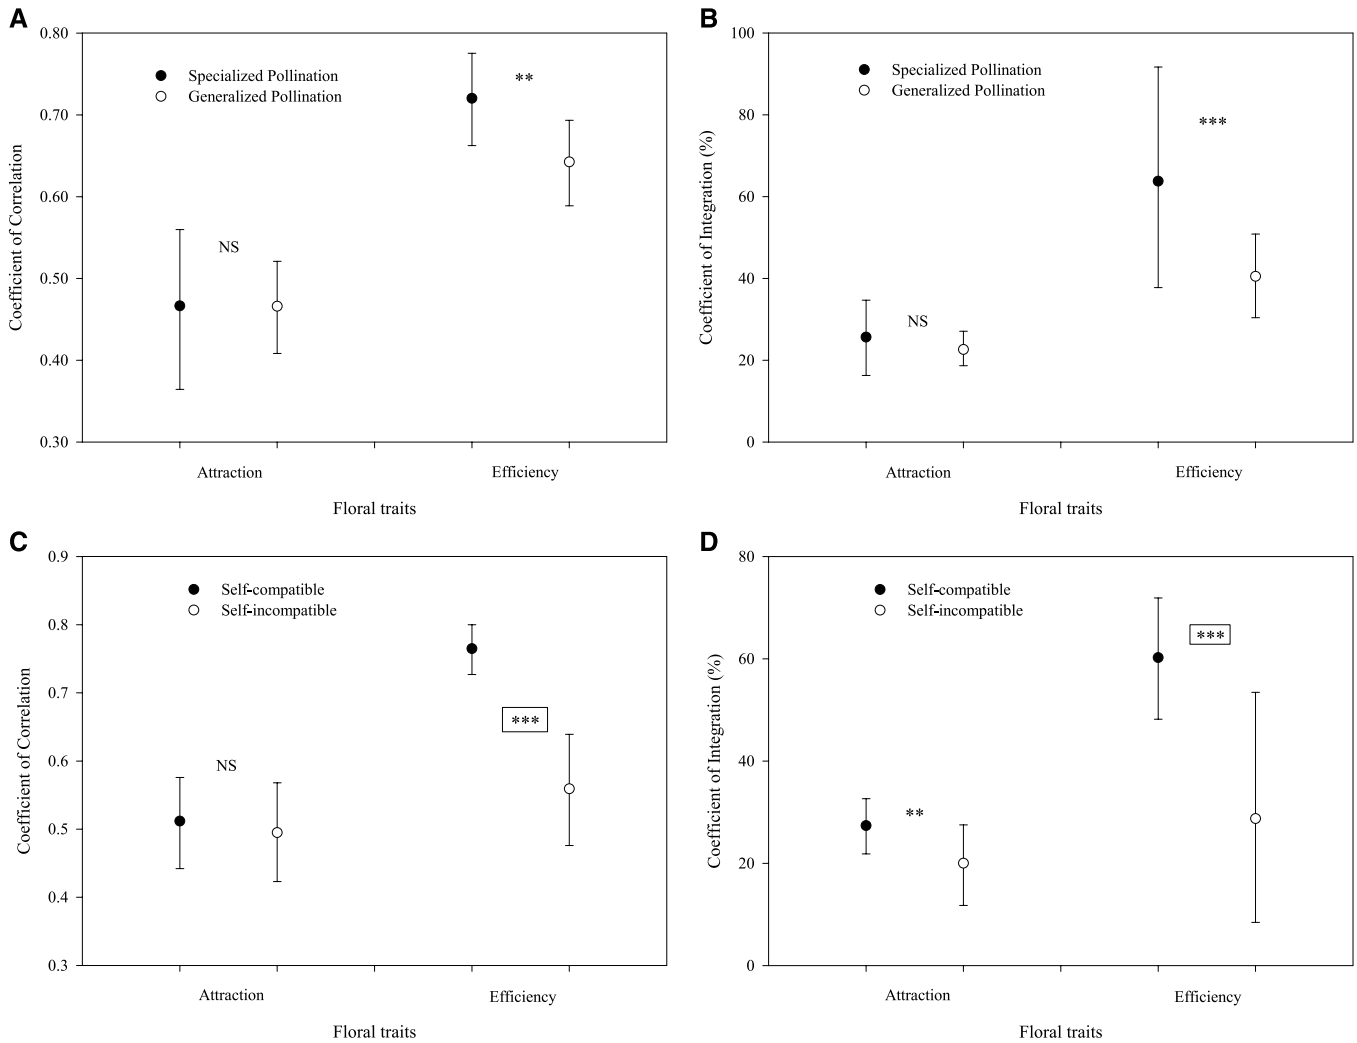 A
0.80
0.70
0.60
0.50
0.40
0.30
Coefficient of Correlation
Specialized Pollination
Generalized Pollination
NS
**
Attraction
Efficiency
Floral traits
B
100
80
60
40
20
0
Coefficient of Integration (%)
Specialized Pollination
Generalized Pollination
NS
***
Attraction
Efficiency
Floral traits
C
0.9
0.8
0.7
0.6
0.5
0.4
0.3
Coefficient of Correlation
Self-compatible
Self-incompatible
NS
***
Attraction
Efficiency
Floral traits
D
80
60
40
20
0
Coefficient of Integration (%)
Self-compatible
Self-incompatible
**
***
Attraction
Efficiency
Floral traits